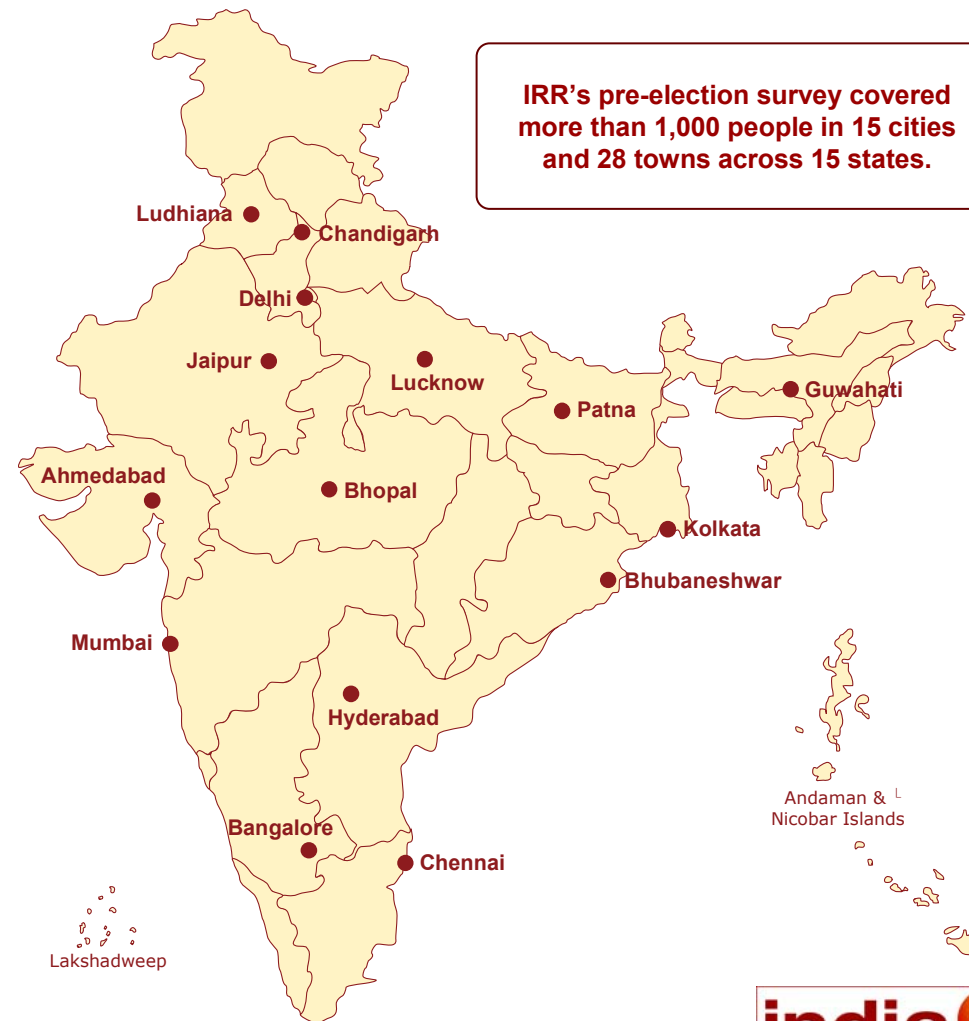 IRR's pre-election survey covered
more than 1,000 people in 15 cities
and 28 towns across 15 states.
Ludhiana
Chandigarh
Delhi
Jaipur
Lucknow
Patna
Guwahati
Ahmedabad
Bhopal
Kolkata
Bhubaneshwar
Mumbai
Hyderabad
Andaman &
Nicobar Islands
Bangalore
Chennai
Lakshadweep
india